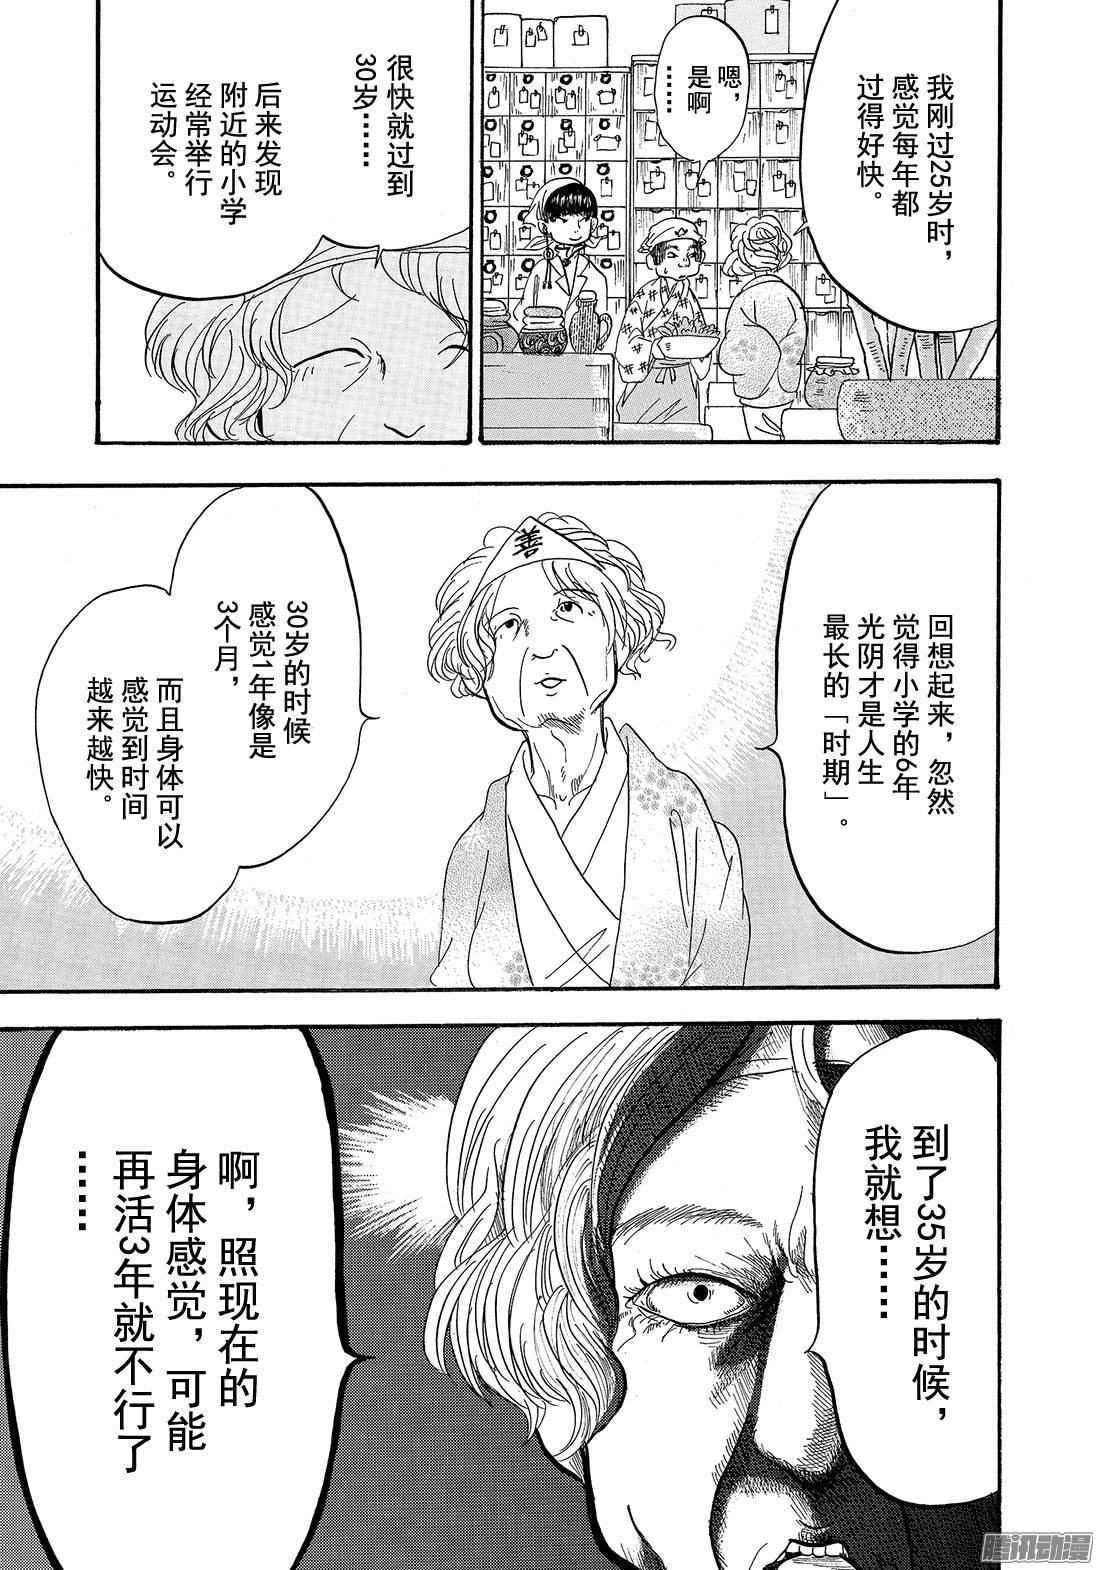 我刚过25岁时，
感觉每年都
过得好快。
嗯，
是啊
……
很快就过到
30岁……
后来发现
附近的小学
经常举行
运动会。
回想起来，忽然
觉得小学的6年
光阴才是人生
最长的「时期」。
善
30岁的时候
感觉1年像是
3个月，
而且身体可以
感觉到时间
越来越快。
到了35岁的时候，
我就想……
啊，照现在的
身体感觉，可能
再活3年就不行了
……
腾讯动漫